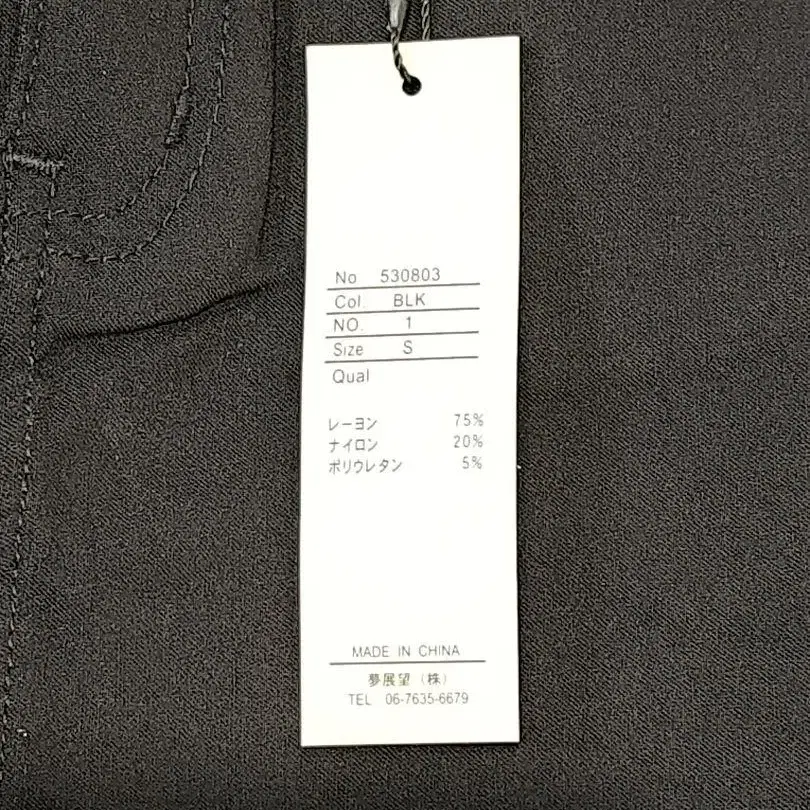 No 530803
Col. BLK
NO. 1
Size S
Qual
レーヨン 75%
ナイロン 20%
ポリウレタン 5%
MADE IN CHINA
夢展望(株)
TEL 06-7635-6679